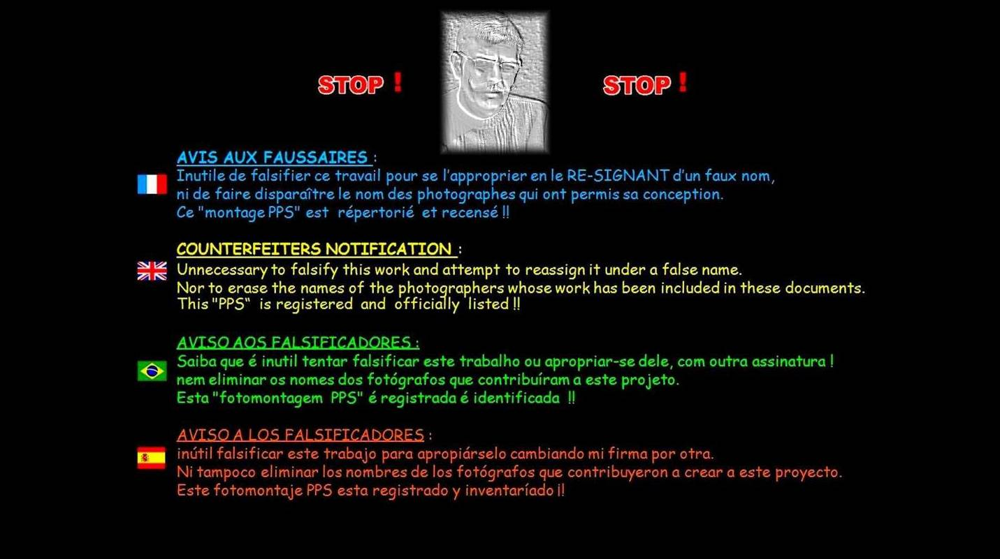 STOP ! STOP !
AVIS AUX FAUSSAIRES :
Inutile de falsifier ce travail pour se l'approprier en le RE-SIGNANT d'un faux nom,
ni de faire disparaître le nom des photographes qui ont permis sa conception.
Ce "montage PPS" est répertorié et recensé !!
COUNTERFEITERS NOTIFICATION :
Unnecessary to falsify this work and attempt to reassign it under a false name.
Nor to erase the names of the photographers whose work has been included in these documents.
This "PPS“ is registered and officially listed !!
AVISO AOS FALSIFICADORES :
Saiba que é inutil tentar falsificar este trabalho ou apropriar-se dele, com outra assinatura !
nem eliminar os nomes dos fotógrafos que contribuíram a este projeto.
Esta "fotomontagem PPS" é registrada é identificada !!
AVISO A LOS FALSIFICADORES :
inútil falsificar este trabajo para apropiárselo cambiando mi firma por otra.
Ni tampoco eliminar los nombres de los fotógrafos que contribuyeron a crear a este proyecto.
Este fotomontaje PPS esta registrado y inventaríado ¡!